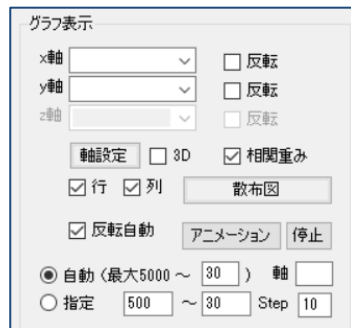 グラフ表示
x軸 反転
y軸 反転
z軸 反転
軸設定 3D 相関重み
行 列 散布図
反転自動 アニメーション 停止
自動（最大5000 ～ 30 ） 軸
指定 500 ～ 30 Step 10